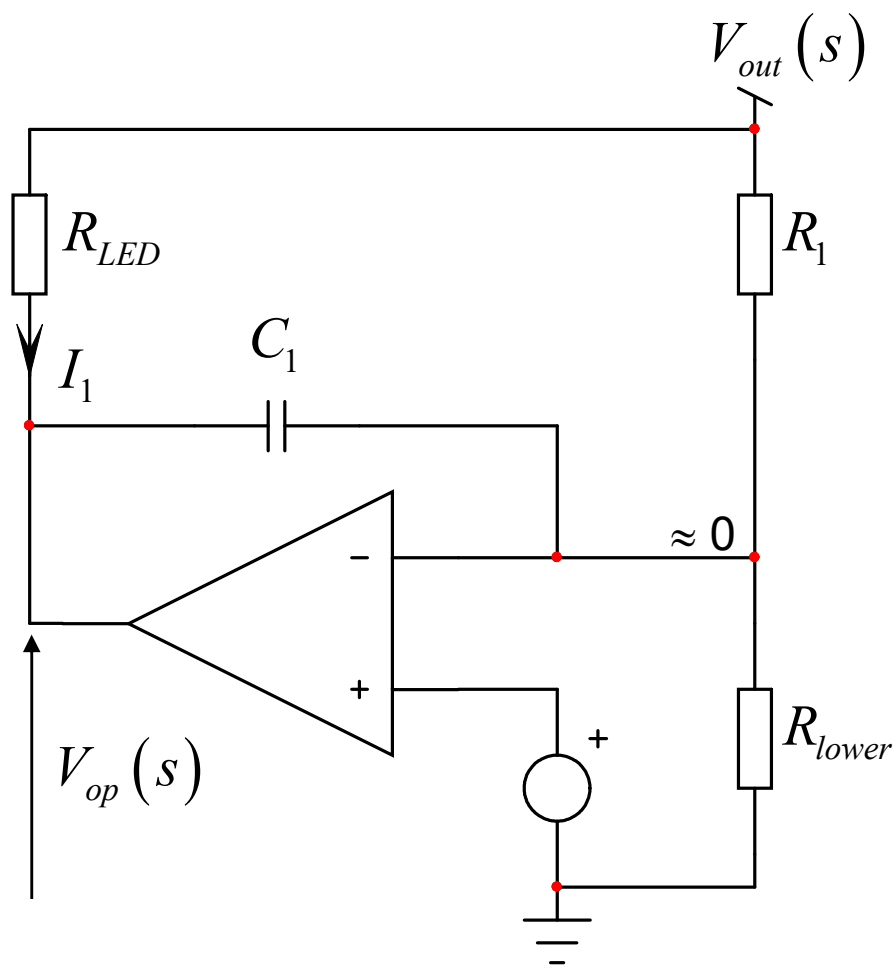 V_out (s)
R_LED
R_1
C_1
I_1
≈ 0
-
+
+
R_lower
V_op (s)